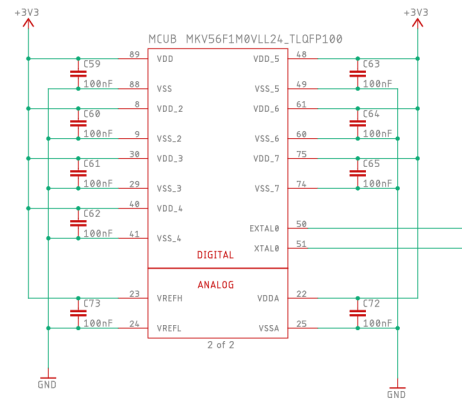 +3V3 +3V3
MCUB MKV56F1M0VLL24_TLQFP100
89 VDD VDD_5 48
C59 C63
100nF 88 VSS VSS_5 49 100nF
8 VDD_2 VDD_6 61
C60 C64
100nF 9 VSS_2 VSS_6 60 100nF
30 VDD_3 VDD_7 75
C61 C65
100nF 29 VSS_3 VSS_7 74 100nF
40 VDD_4
C62
EXTAL0 50
100nF 41 VSS_4
XTAL0 51
DIGITAL
ANALOG
23 VREFH VDDA 22
C73 C72
100nF 24 VREFL VSSA 25 100nF
2 of 2
GND GND